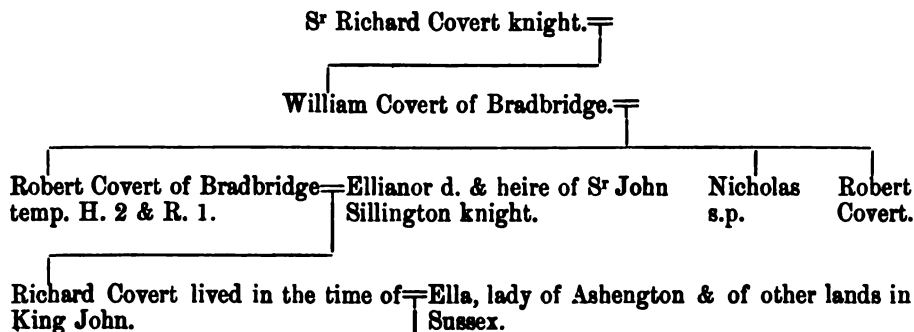 Sr Richard Covert knight.
William Covert of Bradbridge.
Robert Covert of Bradbridge
temp. H. 2 & R. 1.
Ellianor d. & heire of Sr John
Sillington knight.
Nicholas
s.p.
Robert
Covert.
Richard Covert lived in the time of
King John.
Ella, lady of Ashengton & of other lands in
Sussex.